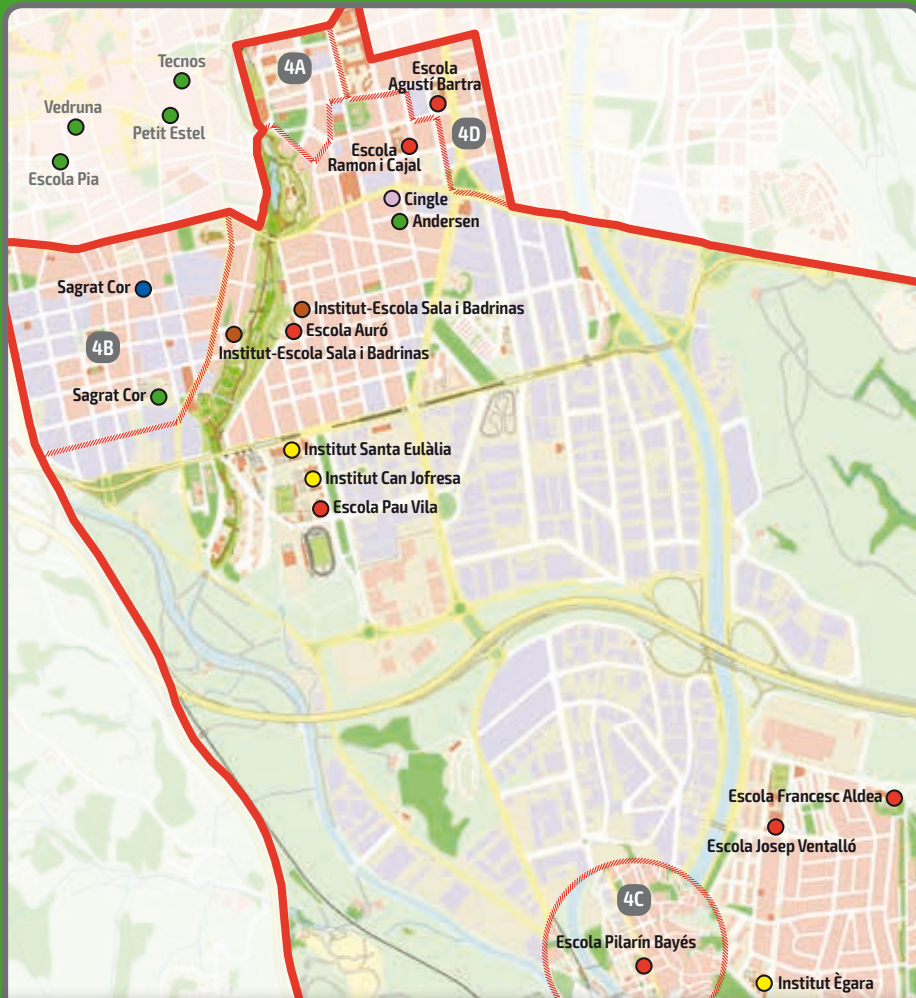 Tecnos
4A
Escola
Agustí Bartra
Vedruna
Petit Estel
4D
Escola
Ramon i Cajal
Escola Pia
Cingle
Andersen
Sagrat Cor
Institut-Escola Sala i Badrinas
Escola Auró
4B
Institut-Escola Sala i Badrinas
Sagrat Cor
Institut Santa Eulàlia
Institut Can Jofresa
Escola Pau Vila
Escola Francesc Aldea
Escola Josep Ventalló
4C
Escola Pilarín Bayés
Institut Ègara